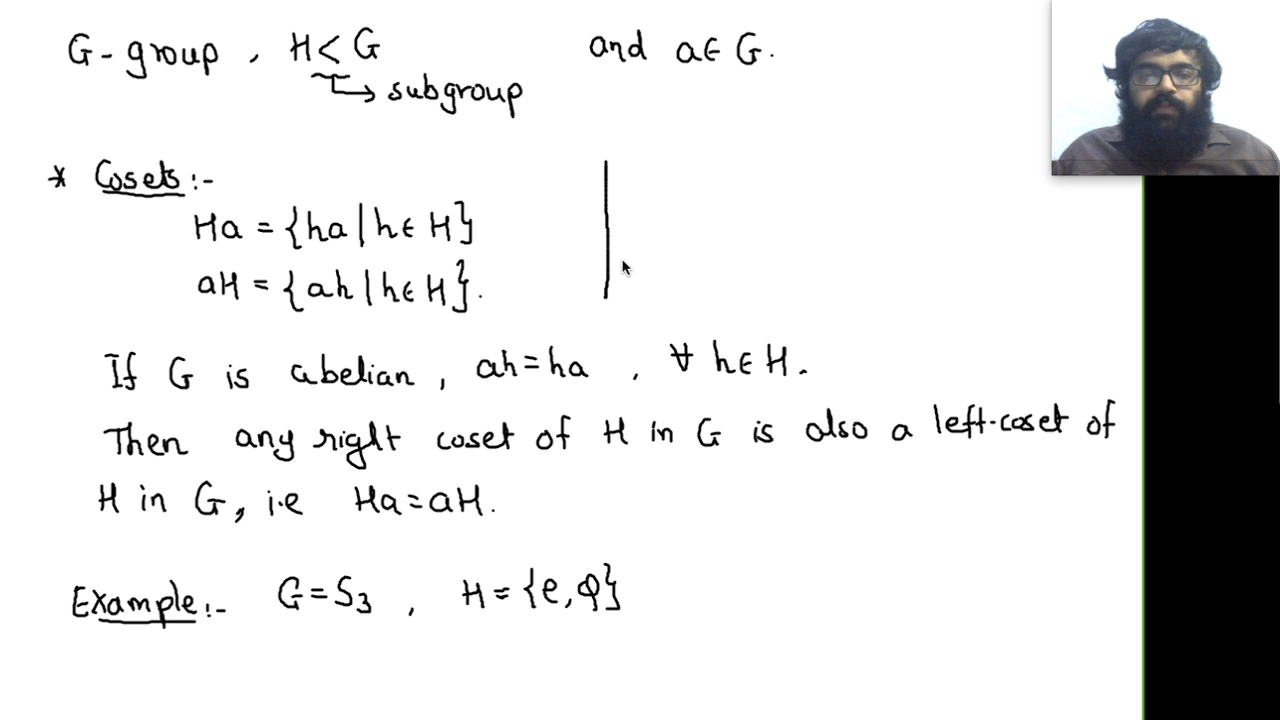 G - group , H < G and a ∈ G.
↳ subgroup
* Cosets :-
Ha = {ha | h ∈ H}
aH = {ah | h ∈ H}.
If G is abelian , ah = ha , ∀ h ∈ H.
Then any right coset of H in G is also a left-coset of
H in G, i.e Ha = aH.
Example :- G = S₃ , H = {e, φ}